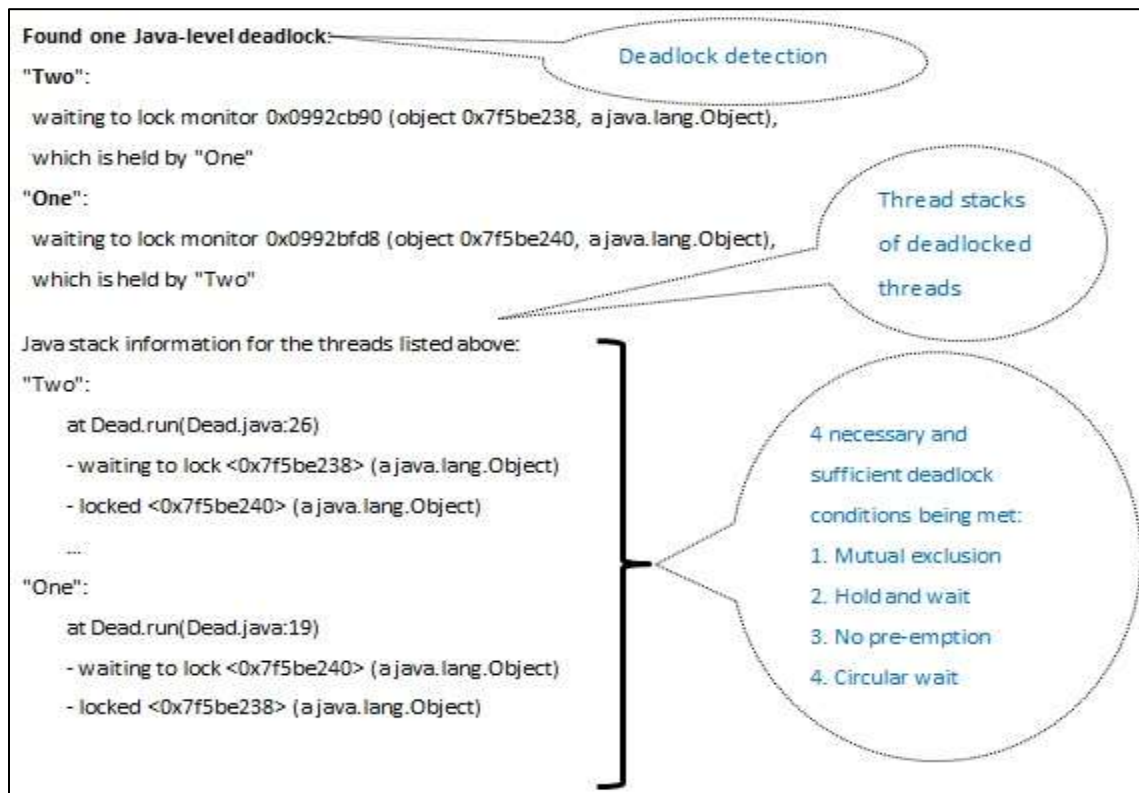 Found one Java-level deadlock:
Deadlock detection
"Two":
waiting to lock monitor 0x0992cb90 (object 0x7f5be238, a java.lang.Object),
which is held by "One"
"One":
waiting to lock monitor 0x0992bfd8 (object 0x7f5be240, a java.lang.Object),
which is held by "Two"
Thread stacks
of deadlocked
threads
Java stack information for the threads listed above:
"Two":
at Dead.run(Dead.java:26)
- waiting to lock <0x7f5be238> (a java.lang.Object)
- locked <0x7f5be240> (a java.lang.Object)
...
"One":
at Dead.run(Dead.java:19)
- waiting to lock <0x7f5be240> (a java.lang.Object)
- locked <0x7f5be238> (a java.lang.Object)
4 necessary and
sufficient deadlock
conditions being met:
1. Mutual exclusion
2. Hold and wait
3. No pre-emption
4. Circular wait